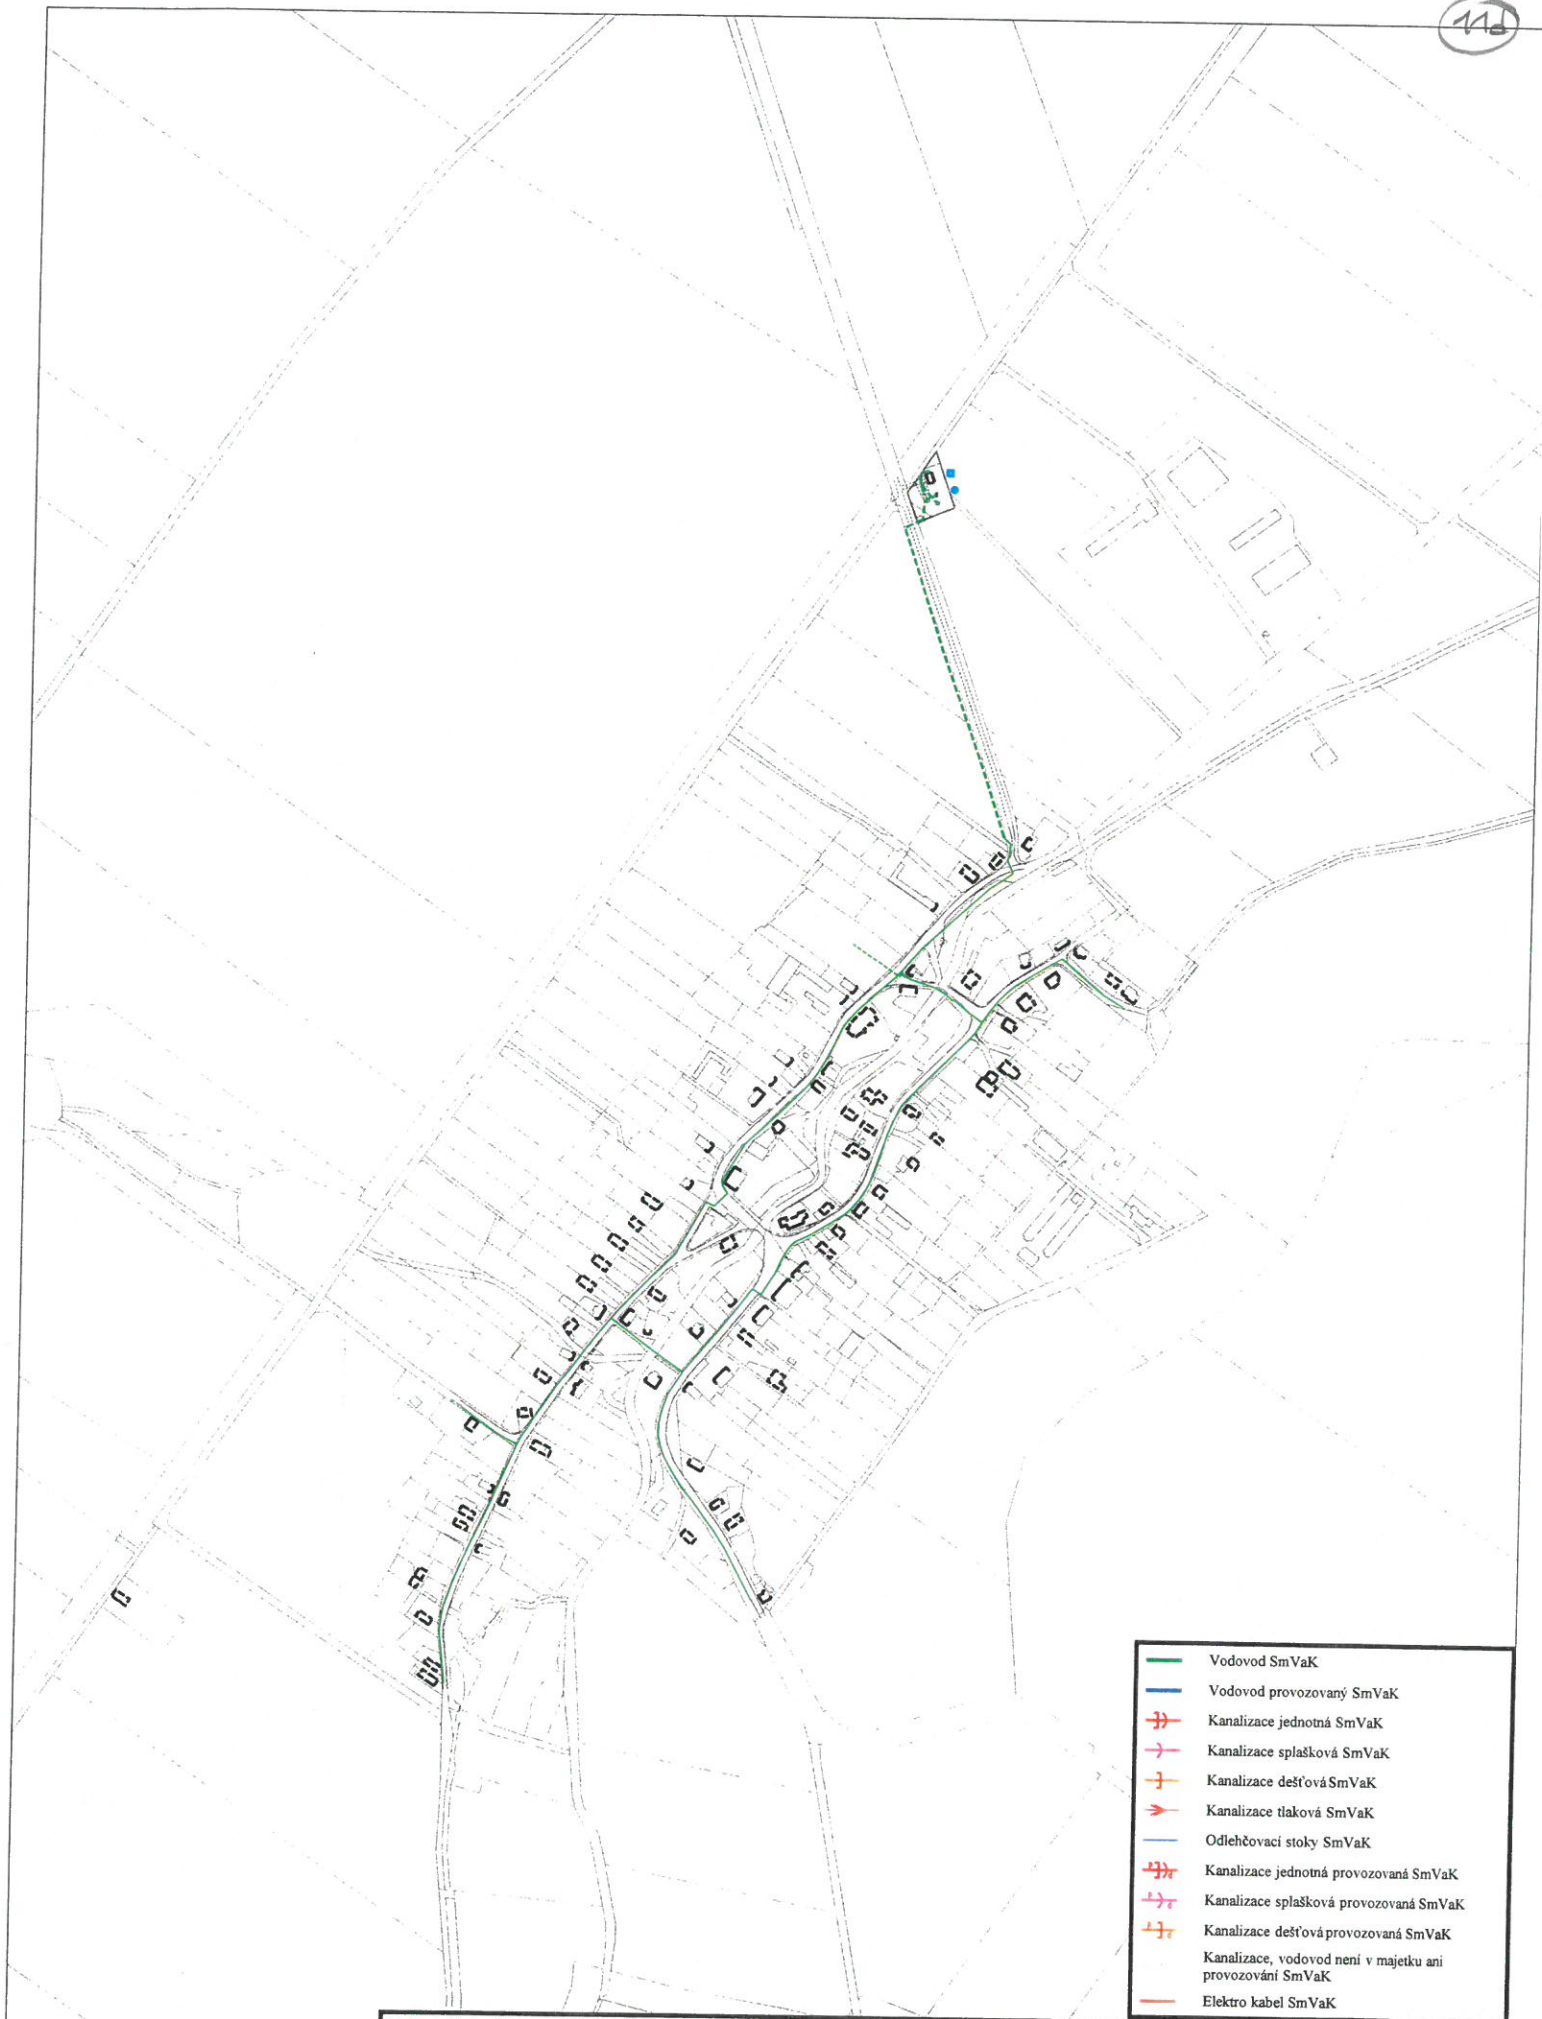 11d
Vodovod SmVaK
Vodovod provozovaný SmVaK
Kanalizace jednotná SmVaK
Kanalizace splašková SmVaK
Kanalizace dešťová SmVaK
Kanalizace tlaková SmVaK
Odlehčovací stoky SmVaK
Kanalizace jednotná provozovaná SmVaK
Kanalizace splašková provozovaná SmVaK
Kanalizace dešťová provozovaná SmVaK
Kanalizace, vodovod není v majetku ani
provozování SmVaK
Elektro kabel SmVaK